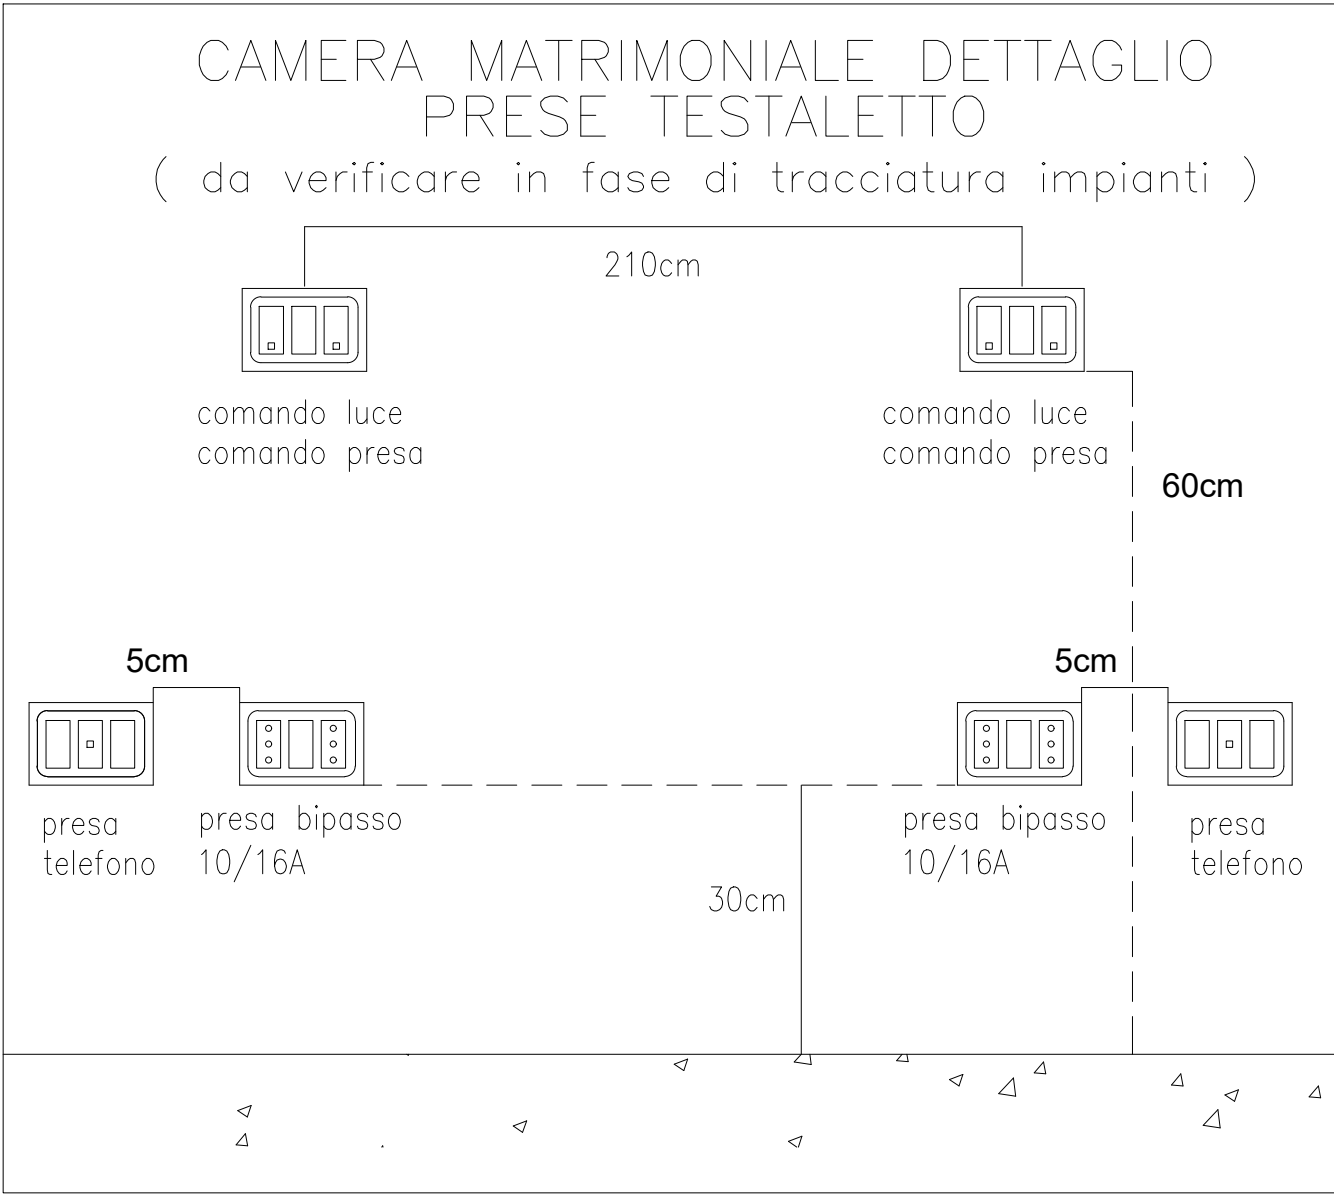 CAMERA MATRIMONIALE DETTAGLIO
PRESE TESTALETTO
( da verificare in fase di tracciatura impianti )
210cm
comando luce
comando presa
comando luce
comando presa
60cm
5cm
5cm
presa
telefono
presa bipasso
10/16A
presa bipasso
10/16A
presa
telefono
30cm